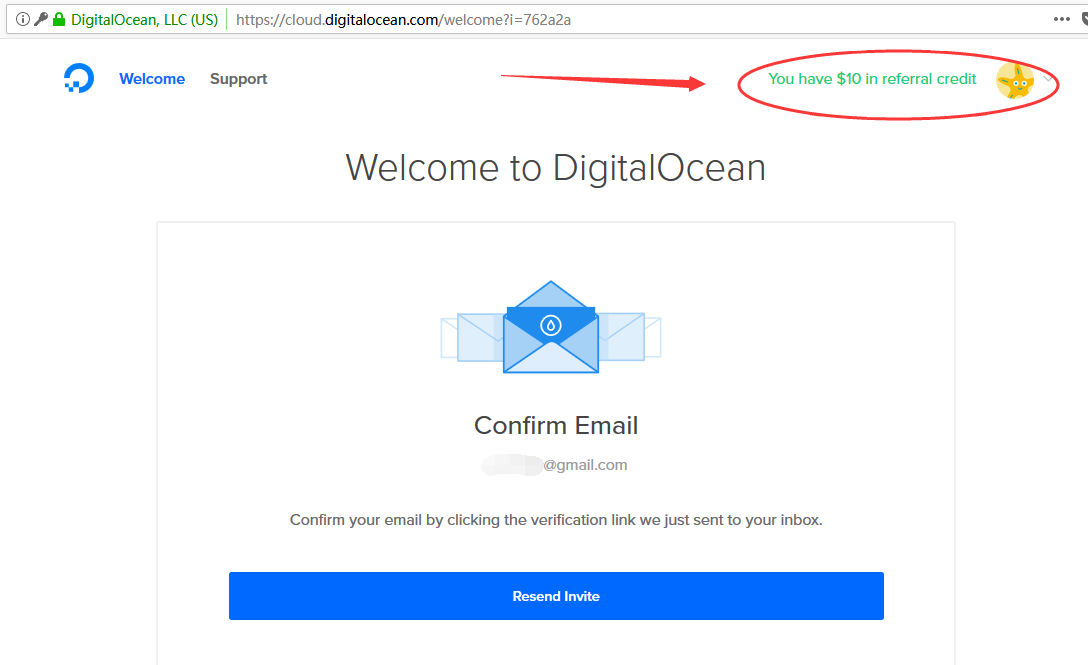 DigitalOcean, LLC (US) https://cloud.digitalocean.com/welcome?i=762a2a
Welcome Support You have $10 in referral credit
Welcome to DigitalOcean
Confirm Email
@gmail.com
Confirm your email by clicking the verification link we just sent to your inbox.
Resend Invite